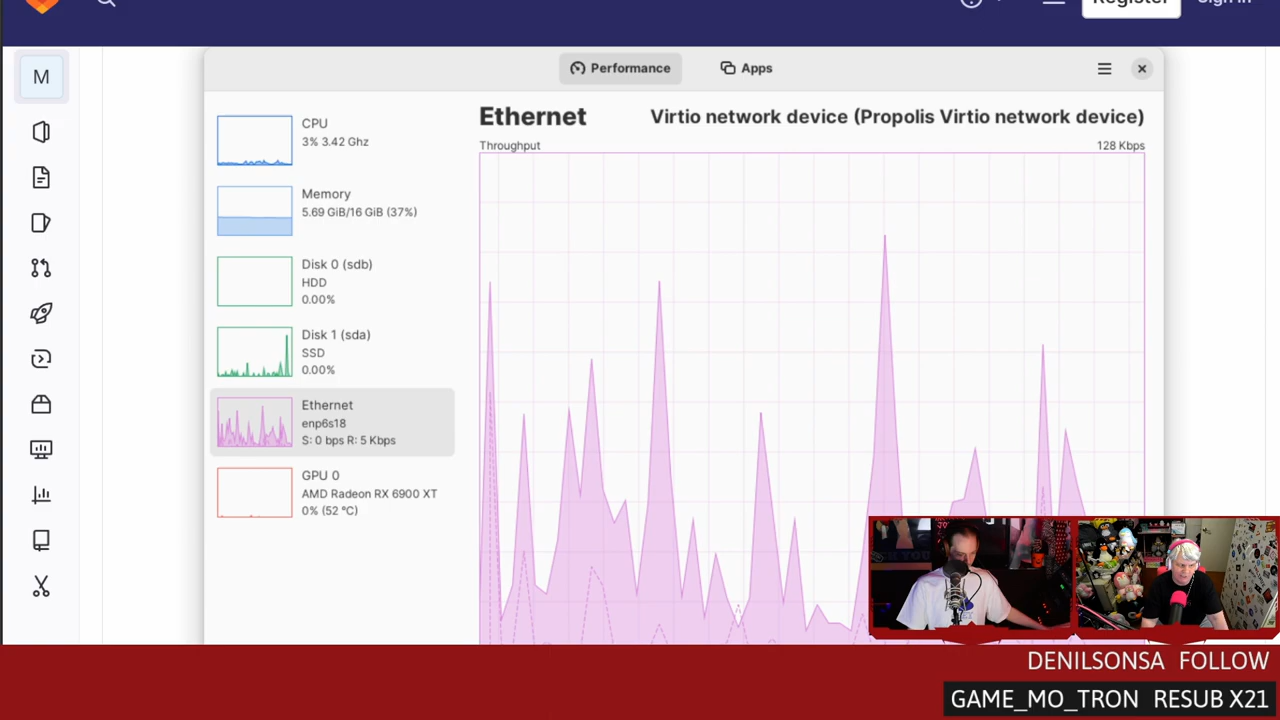 Register
Sign in
M
Performance
Apps
CPU
3% 3.42 Ghz
Memory
5.69 GiB/16 GiB (37%)
Disk 0 (sdb)
HDD
0.00%
Disk 1 (sda)
SSD
0.00%
Ethernet
enp6s18
S: 0 bps R: 5 Kbps
GPU 0
AMD Radeon RX 6900 XT
0% (52 °C)
Ethernet
Virtio network device (Propolis Virtio network device)
Throughput
128 Kbps
DENILSONSA FOLLOW
GAME_MO_TRON RESUB X21